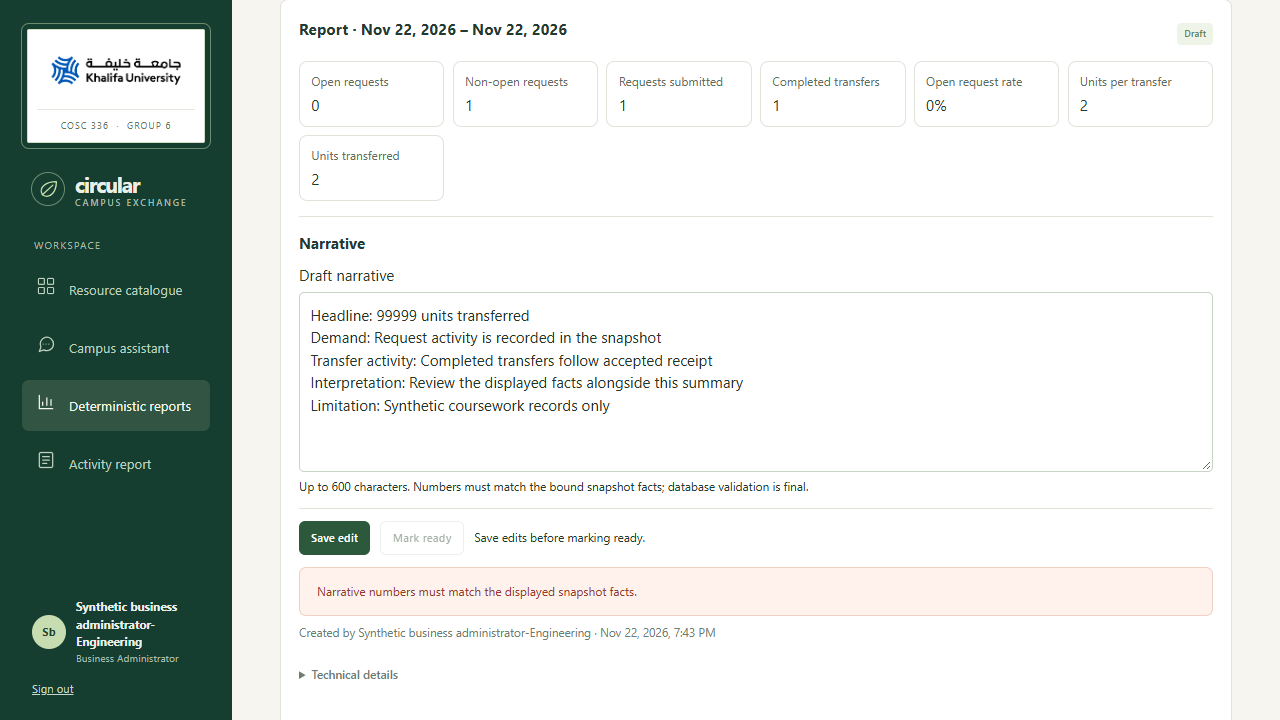 جامعة خليفة
Khalifa University
COSC 336 · GROUP 6
circular
CAMPUS EXCHANGE
WORKSPACE
Resource catalogue
Campus assistant
Deterministic reports
Activity report
Sb
Synthetic business
administrator-
Engineering
Business Administrator
Sign out
Report · Nov 22, 2026 – Nov 22, 2026
Draft
Open requests
0
Non-open requests
1
Requests submitted
1
Completed transfers
1
Open request rate
0%
Units per transfer
2
Units transferred
2
Narrative
Draft narrative
Headline: 99999 units transferred
Demand: Request activity is recorded in the snapshot
Transfer activity: Completed transfers follow accepted receipt
Interpretation: Review the displayed facts alongside this summary
Limitation: Synthetic coursework records only
Up to 600 characters. Numbers must match the bound snapshot facts; database validation is final.
Save edit
Mark ready
Save edits before marking ready.
Narrative numbers must match the displayed snapshot facts.
Created by Synthetic business administrator-Engineering · Nov 22, 2026, 7:43 PM
Technical details